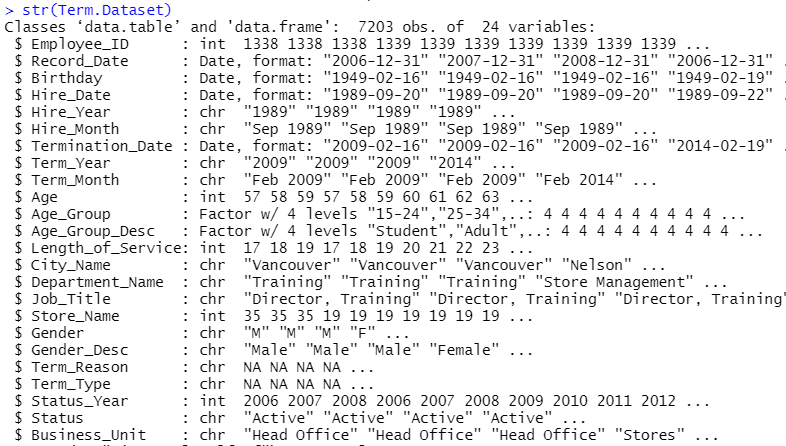 > str(Term.Dataset)
Classes ‘data.table’ and 'data.frame':  7203 obs. of  24 variables:
 $ Employee_ID      : int  1338 1338 1338 1339 1339 1339 1339 1339 1339 1339 ...
 $ Record_Date      : Date, format: "2006-12-31" "2007-12-31" "2008-12-31" "2006-12-31" .
 $ Birthday         : Date, format: "1949-02-16" "1949-02-16" "1949-02-16" "1949-02-19" .
 $ Hire_Date        : Date, format: "1989-09-20" "1989-09-20" "1989-09-20" "1989-09-22" .
 $ Hire_Year        : chr  "1989" "1989" "1989" "1989" ...
 $ Hire_Month       : chr  "Sep 1989" "Sep 1989" "Sep 1989" "Sep 1989" ...
 $ Termination_Date : Date, format: "2009-02-16" "2009-02-16" "2009-02-16" "2014-02-19" .
 $ Term_Year        : chr  "2009" "2009" "2009" "2014" ...
 $ Term_Month       : chr  "Feb 2009" "Feb 2009" "Feb 2009" "Feb 2014" ...
 $ Age              : int  57 58 59 57 58 59 60 61 62 63 ...
 $ Age_Group        : Factor w/ 4 levels "15-24","25-34",..: 4 4 4 4 4 4 4 4 4 4 ...
 $ Age_Group_Desc   : Factor w/ 4 levels "Student","Adult",..: 4 4 4 4 4 4 4 4 4 4 ...
 $ Length_of_Service: int  17 18 19 17 18 19 20 21 22 23 ...
 $ City_Name        : chr  "Vancouver" "Vancouver" "Vancouver" "Nelson" ...
 $ Department_Name  : chr  "Training" "Training" "Training" "Store Management" ...
 $ Job_Title        : chr  "Director, Training" "Director, Training" "Director, Training"
 $ Store_Name       : int  35 35 35 19 19 19 19 19 19 19 ...
 $ Gender           : chr  "M" "M" "M" "F" ...
 $ Gender_Desc      : chr  "Male" "Male" "Male" "Female" ...
 $ Term_Reason      : chr  NA NA NA NA ...
 $ Term_Type        : chr  NA NA NA NA ...
 $ Status_Year      : int  2006 2007 2008 2006 2007 2008 2009 2010 2011 2012 ...
 $ Status           : chr  "Active" "Active" "Active" "Active" ...
 $ Business_Unit    : chr  "Head Office" "Head Office" "Head Office" "Stores" ...